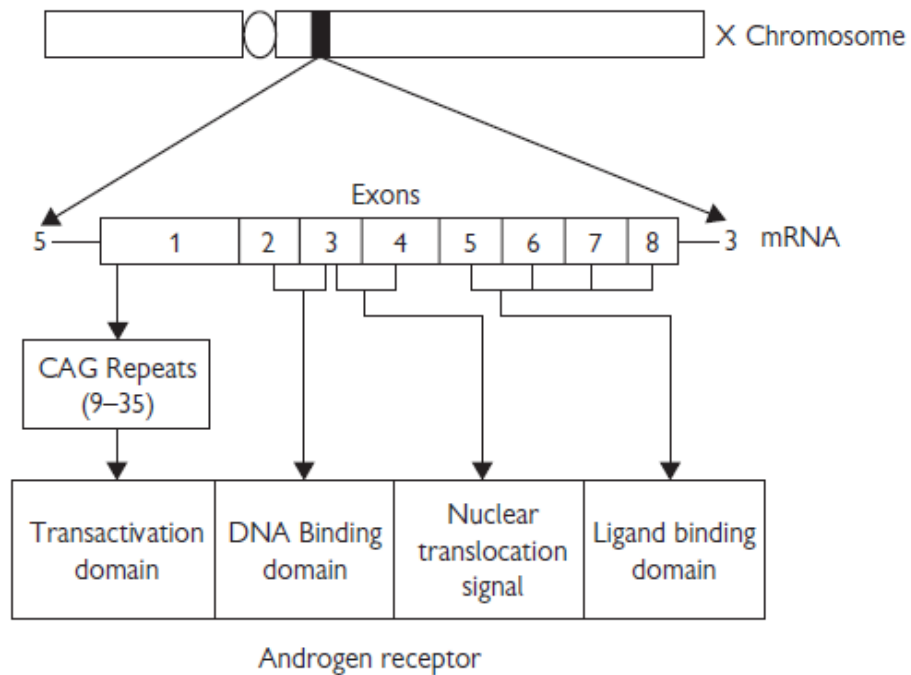 X Chromosome
Exons
5 1 2 3 4 5 6 7 8 3 mRNA
CAG Repeats
(9–35)
Transactivation
domain
DNA Binding
domain
Nuclear
translocation
signal
Ligand binding
domain
Androgen receptor